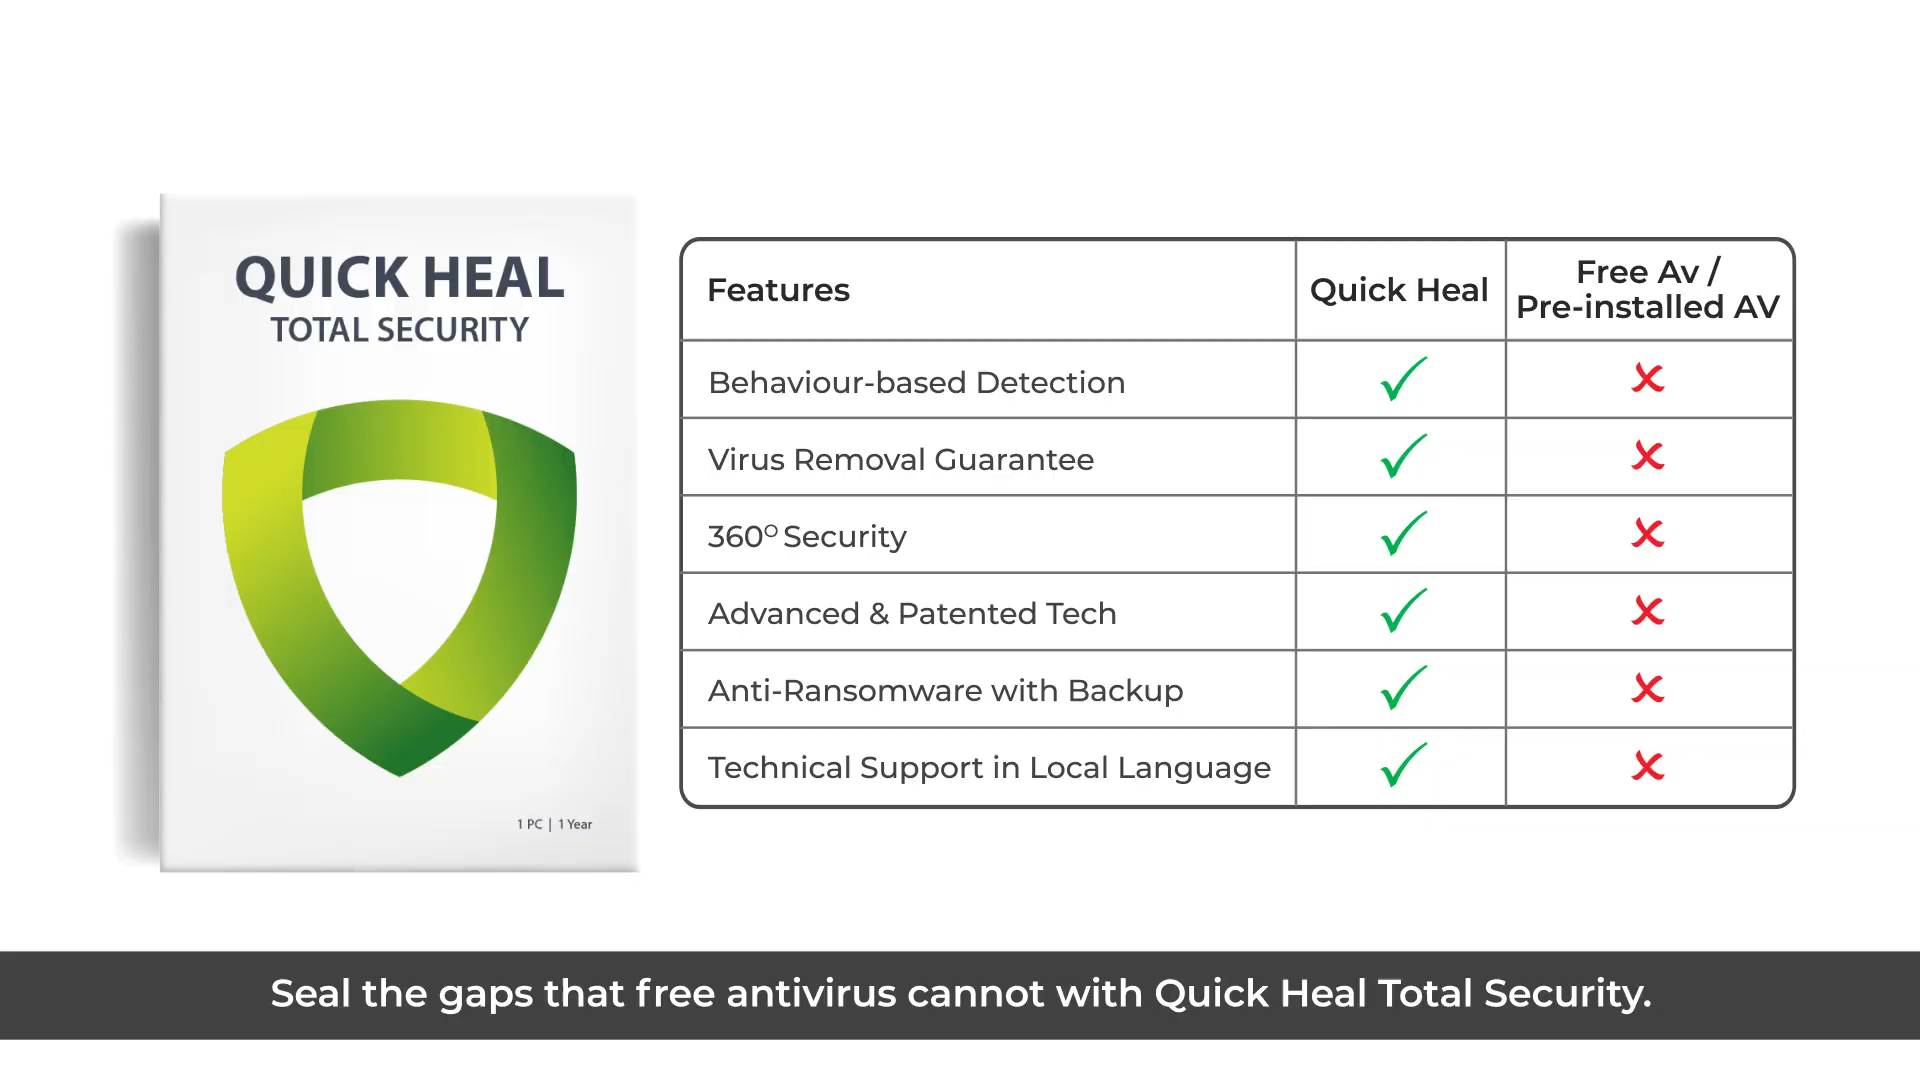 QUICK HEAL
TOTAL SECURITY
1 PC | 1 Year
Features
Quick Heal
Free Av /
Pre-installed AV
Behaviour-based Detection
Virus Removal Guarantee
360° Security
Advanced & Patented Tech
Anti-Ransomware with Backup
Technical Support in Local Language
Seal the gaps that free antivirus cannot with Quick Heal Total Security.